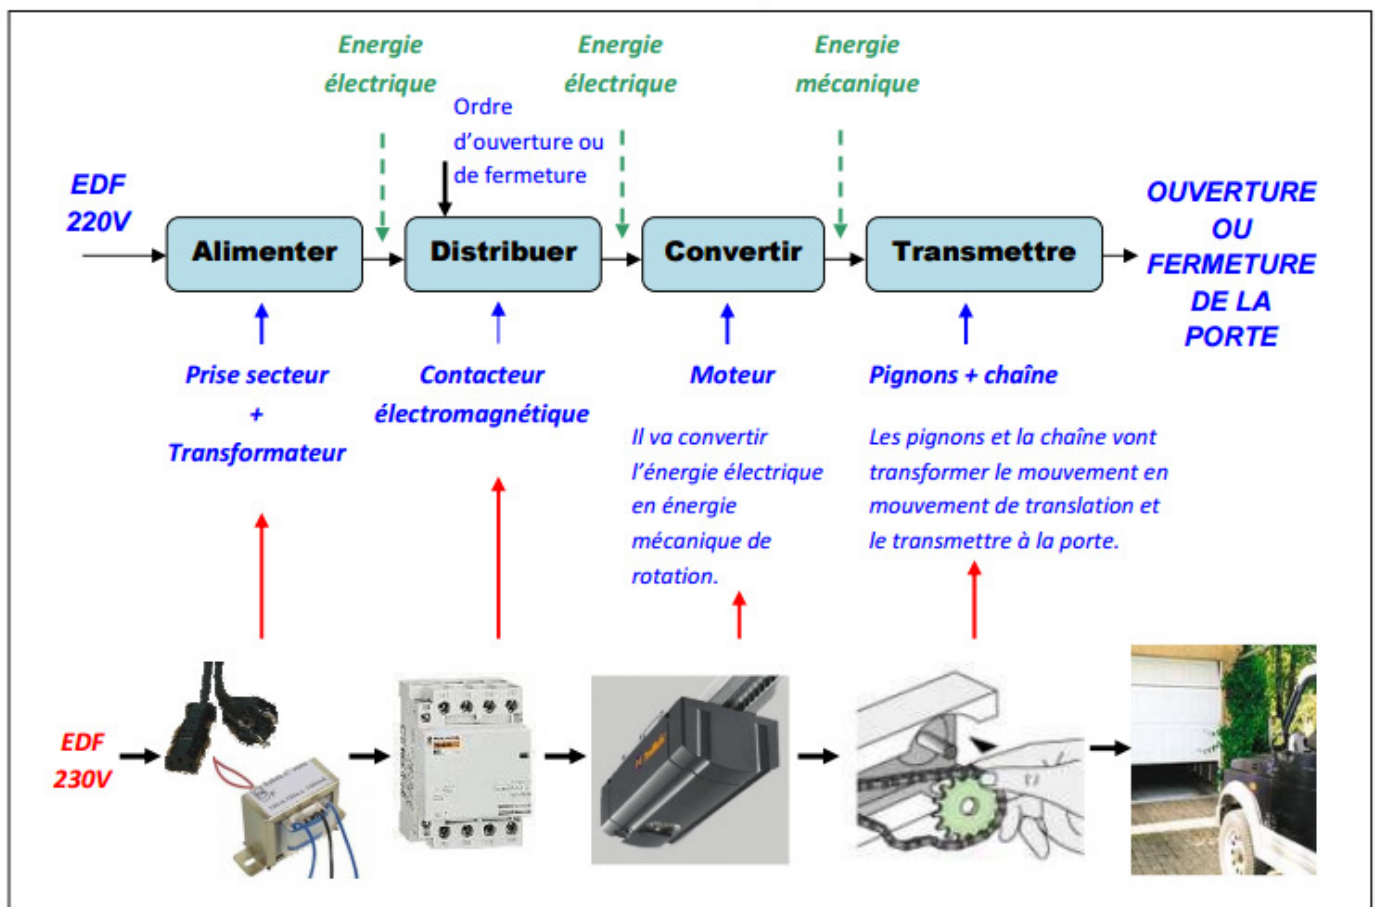 Energie
électrique
Energie
électrique
Energie
mécanique
Ordre
d'ouverture ou
de fermeture
EDF
220V
Alimenter
Distribuer
Convertir
Transmettre
OUVERTURE
OU
FERMETURE
DE LA
PORTE
Prise secteur
+
Transformateur
Contacteur
électromagnétique
Moteur
Il va convertir
l'énergie électrique
en énergie
mécanique de
rotation.
Pignons + chaîne
Les pignons et la chaîne vont
transformer le mouvement en
mouvement de translation et
le transmettre à la porte.
EDF
230V